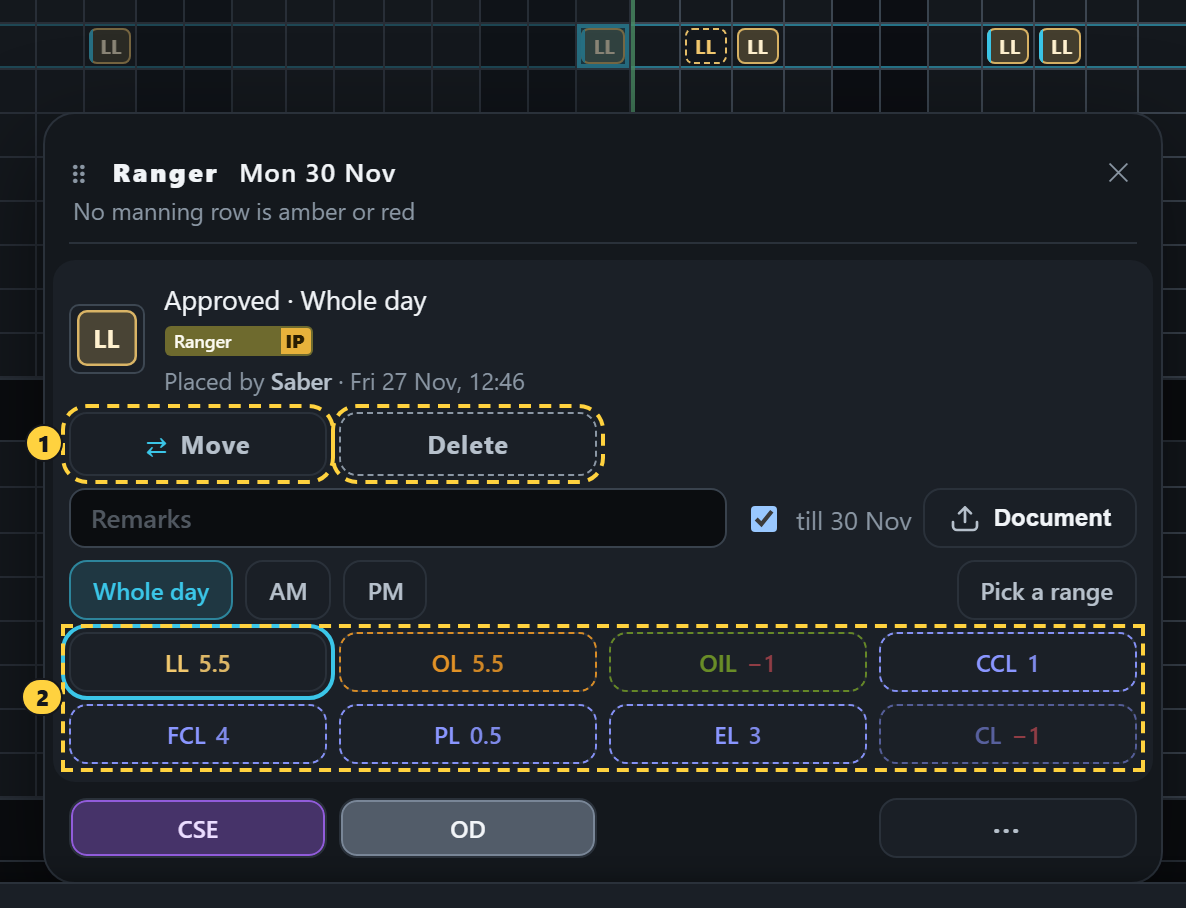 LL LL LL LL LL LL
Ranger Mon 30 Nov
No manning row is amber or red
LL
Approved · Whole day
Ranger IP
Placed by Saber · Fri 27 Nov, 12:46
1
Move Delete
Remarks till 30 Nov Document
Whole day AM PM Pick a range
2
LL 5.5 OL 5.5 OIL −1 CCL 1
FCL 4 PL 0.5 EL 3 CL −1
CSE OD ...